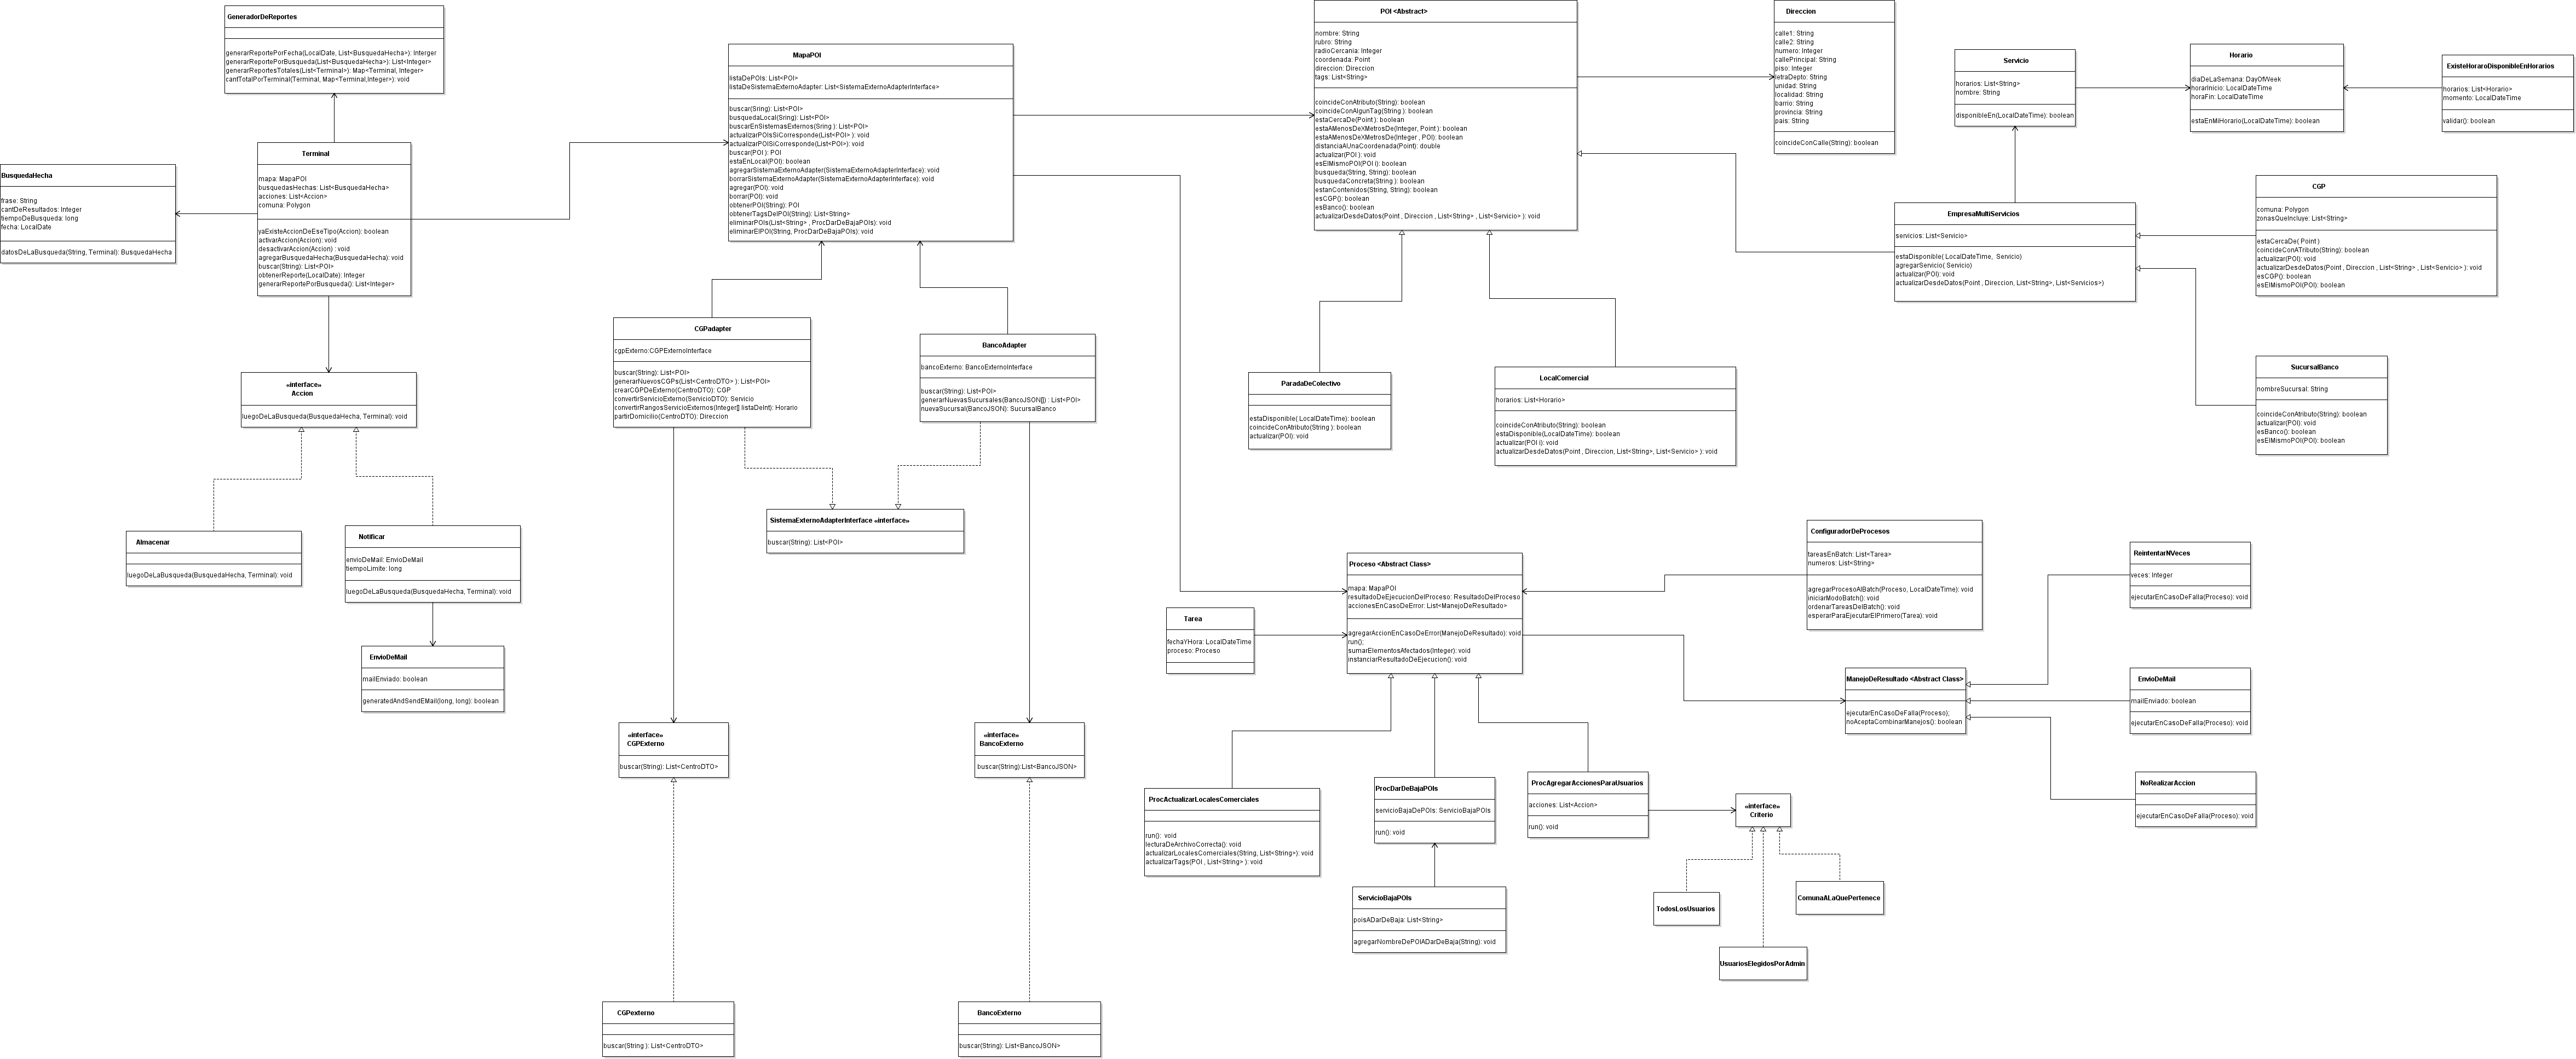 GeneradorDeReportes
generarReportePorFecha(LocalDate, List<BusquedaHecha>): Interger
generarReportePorBusqueda(List<BusquedaHecha>): List<Integer>
generarReportesTotales(List<Terminal>): Map<Terminal, Integer>
cantTotalPorTerminal(Terminal, Map<Terminal,Integer>): void
Terminal
mapa: MapaPOI
busquedasHechas: List<BusquedaHecha>
acciones: List<Accion>
comuna: Polygon
yaExisteAccionDeEseTipo(Accion): boolean
activarAccion(Accion): void
desactivarAccion(Accion) : void
agregarBusquedaHecha(BusquedaHecha): void
buscar(String): List<POI>
obtenerReporte(LocalDate): Integer
generarReportePorBusqueda(): List<Integer>
BusquedaHecha
frase: String
cantDeResultados: Integer
tiempoDeBusqueda: long
fecha: LocalDate
datosDeLaBusqueda(String, Terminal): BusquedaHecha
«interface»
Accion
luegoDeLaBusqueda(BusquedaHecha, Terminal): void
Almacenar
luegoDeLaBusqueda(BusquedaHecha, Terminal): void
Notificar
envioDeMail: EnvioDeMail
tiempoLimite: long
luegoDeLaBusqueda(BusquedaHecha, Terminal): void
EnvioDeMail
mailEnviado: boolean
generatedAndSendEMail(long, long): boolean
MapaPOI
listaDePOIs: List<POI>
listaDeSistemaExternoAdapter: List<SistemaExternoAdapterInterface>
buscar(Sring): List<POI>
busquedaLocal(Sring): List<POI>
buscarEnSistemasExternos(Sring ): List<POI>
actualizarPOIsSiCorresponde(List<POI> ): void
actualizarPOISiCorresponde(List<POI>): void
buscar(POI ): POI
estaEnLocal(POI): boolean
agregarSistemaExternoAdapter(SistemaExternoAdapterInterface): void
borrarSistemaExternoAdapter(SistemaExternoAdapterInterface): void
agregar(POI): void
borrar(POI): void
obtenerPOI(String): POI
obtenerTagsDelPOI(String): List<String>
eliminarPOIs(List<String> , ProcDarDeBajaPOIs): void
eliminarElPOI(String, ProcDarDeBajaPOIs): void
CGPadapter
cgpExterno:CGPExternoInterface
buscar(String): List<POI>
generarNuevosCGPs(List<CentroDTO> ): List<POI>
crearCGPDeExterno(CentroDTO): CGP
convertirServicioExterno(ServicioDTO): Servicio
convertirRangosServicioExternos(Integer[] listaDeInt): Horario
partirDomicilio(CentroDTO): Direccion
BancoAdapter
bancoExterno: BancoExternoInterface
buscar(String): List<POI>
generarNuevasSucursales(BancoJSON[]) : List<POI>
nuevaSucursal(BancoJSON): SucursalBanco
SistemaExternoAdapterInterface «interface»
buscar(String): List<POI>
«interface»
CGPExterno
buscar(String): List<CentroDTO>
«interface»
BancoExterno
buscar(String):List<BancoJSON>
CGPexterno
buscar(String ): List<CentroDTO>
BancoExterno
buscar(String): List<BancoJSON>
POI <Abstract>
nombre: String
rubro: String
radioCercania: Integer
coordenada: Point
direccion: Direccion
tags: List<String>
coincideConAtributo(String): boolean
coincideConAlgunTag(String ): boolean
estaCercaDe(Point ): boolean
estaAMenosDeXMetrosDe(Integer, Point ): boolean
estaAMenosDeXMetrosDe(Integer , POI): boolean
distanciaAUnaCoordenada(Point): double
actualizar(POI ): void
esElMismoPOI(POI i): boolean
busqueda(String, String): boolean
busquedaConcreta(String ): boolean
estanContenidos(String, String): boolean
esCGP(): boolean
esBanco(): boolean
actualizarDesdeDatos(Point , Direccion , List<String> , List<Servicio> ): void
Direccion
calle1: String
calle2: String
numero: Integer
callePrincipal: String
piso: Integer
letraDepto: String
unidad: String
localidad: String
barrio: String
provincia: String
pais: String
coincideConCalle(String): boolean
Servicio
horarios: List<String>
nombre: String
disponibleEn(LocalDateTime): boolean
Horario
diaDeLaSemana: DayOfWeek
horarInicio: LocalDateTime
horaFin: LocalDateTime
estaEnMiHorario(LocalDateTime): boolean
ExisteHoraroDisponibleEnHorarios
horarios: List<Horario>
momento: LocalDateTime
validar(): boolean
EmpresaMultiServicios
servicios: List<Servicio>
estaDisponible( LocalDateTime, Servicio)
agregarServicio( Servicio)
actualizar(POI): void
actualizarDesdeDatos(Point , Direccion, List<String>, List<Servicios>)
CGP
comuna: Polygon
zonasQueIncluye: List<String>
estaCercaDe( Point )
coincideConATributo(String): boolean
actualizar(POI): void
actualizarDesdeDatos(Point , Direccion , List<String> , List<Servicio> ): void
esCGP(): boolean
esElMismoPOI(POI): boolean
SucursalBanco
nombreSucursal: String
coincideConAtributo(String): boolean
actualizar(POI): void
esBanco(): boolean
esElMismoPOI(POI): boolean
ParadaDeColectivo
estaDisponible( LocalDateTime): boolean
coincideConAtributo(String ): boolean
actualizar(POI): void
LocalComercial
horarios: List<Horario>
coincideConAtributo(String): boolean
estaDisponible(LocalDateTime): boolean
actualizar(POI i): void
actualizarDesdeDatos(Point , Direccion, List<String>, List<Servicio> ): void
Proceso <Abstract Class>
mapa: MapaPOI
resultadoDeEjecucionDelProceso: ResultadoDelProceso
accionesEnCasoDeError: List<ManejoDeResultado>
agregarAccionEnCasoDeError(ManejoDeResultado): void
run();
sumarElementosAfectados(Integer): void
instanciarResultadoDeEjecucion(): void
Tarea
fechaYHora: LocalDateTime
proceso: Proceso
ConfiguradorDeProcesos
tareasEnBatch: List<Tarea>
numeros: List<String>
agregarProcesoAlBatch(Proceso, LocalDateTime): void
iniciarModoBatch(): void
ordenarTareasDelBatch(): void
esperarParaEjecutarElPrimero(Tarea): void
ReintentarNVeces
veces: Integer
ejecutarEnCasoDeFalla(Proceso): void
ManejoDeResultado <Abstract Class>
ejecutarEnCasoDeFalla(Proceso);
noAceptaCombinarManejos(): boolean
EnvioDeMail
mailEnviado: boolean
ejecutarEnCasoDeFalla(Proceso): void
NoRealizarAccion
ejecutarEnCasoDeFalla(Proceso): void
ProcActualizarLocalesComerciales
run(): void
lecturaDeArchivoCorrecta(): void
actualizarLocalesComerciales(String, List<String>): void
actualizarTags(POI , List<String> ): void
ProcDarDeBajaPOIs
servicioBajaDePOIs: ServicioBajaPOIs
run(): void
ProcAgregarAccionesParaUsuarios
acciones: List<Accion>
run(): void
«interface»
Criterio
ServicioBajaPOIs
poisADarDeBaja: List<String>
agregarNombreDePOIADarDeBaja(String): void
TodosLosUsuarios
ComunaALaQuePertenece
UsuariosElegidosPorAdmin